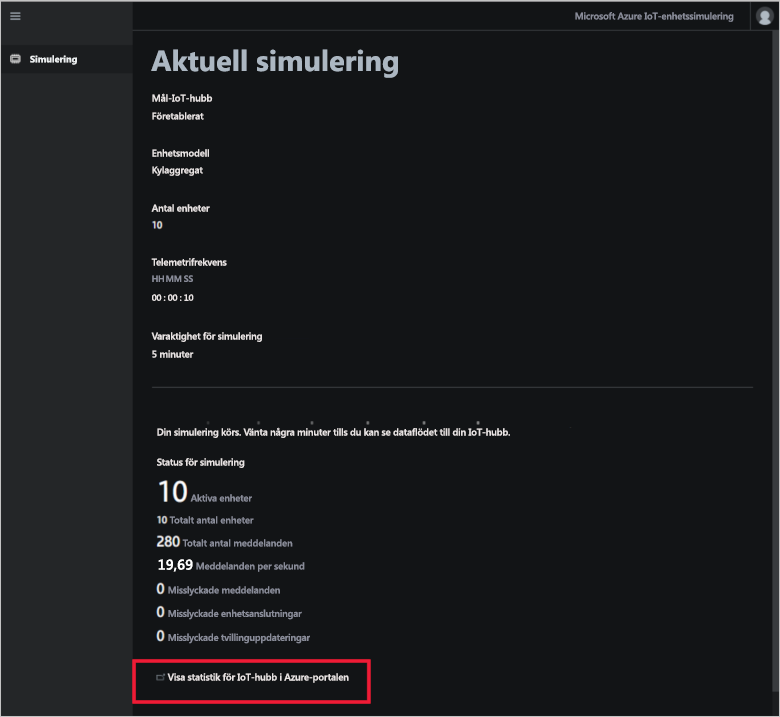 Microsoft Azure IoT-enhetssimulering
Simulering
Aktuell simulering
Mål-IoT-hubb
Företablerat
Enhetsmodell
Kylaggregat
Antal enheter
10
Telemetrifrekvens
HH MM SS
00 : 00 : 10
Varaktighet för simulering
5 minuter
Din simulering körs. Vänta några minuter tills du kan se dataflödet till din IoT-hubb.
Status för simulering
10 Aktiva enheter
10 Totalt antal enheter
280 Totalt antal meddelanden
19,69 Meddelanden per sekund
0 Misslyckade meddelanden
0 Misslyckade enhetsanslutningar
0 Misslyckade tvillinguppdateringar
Visa statistik för IoT-hubb i Azure-portalen